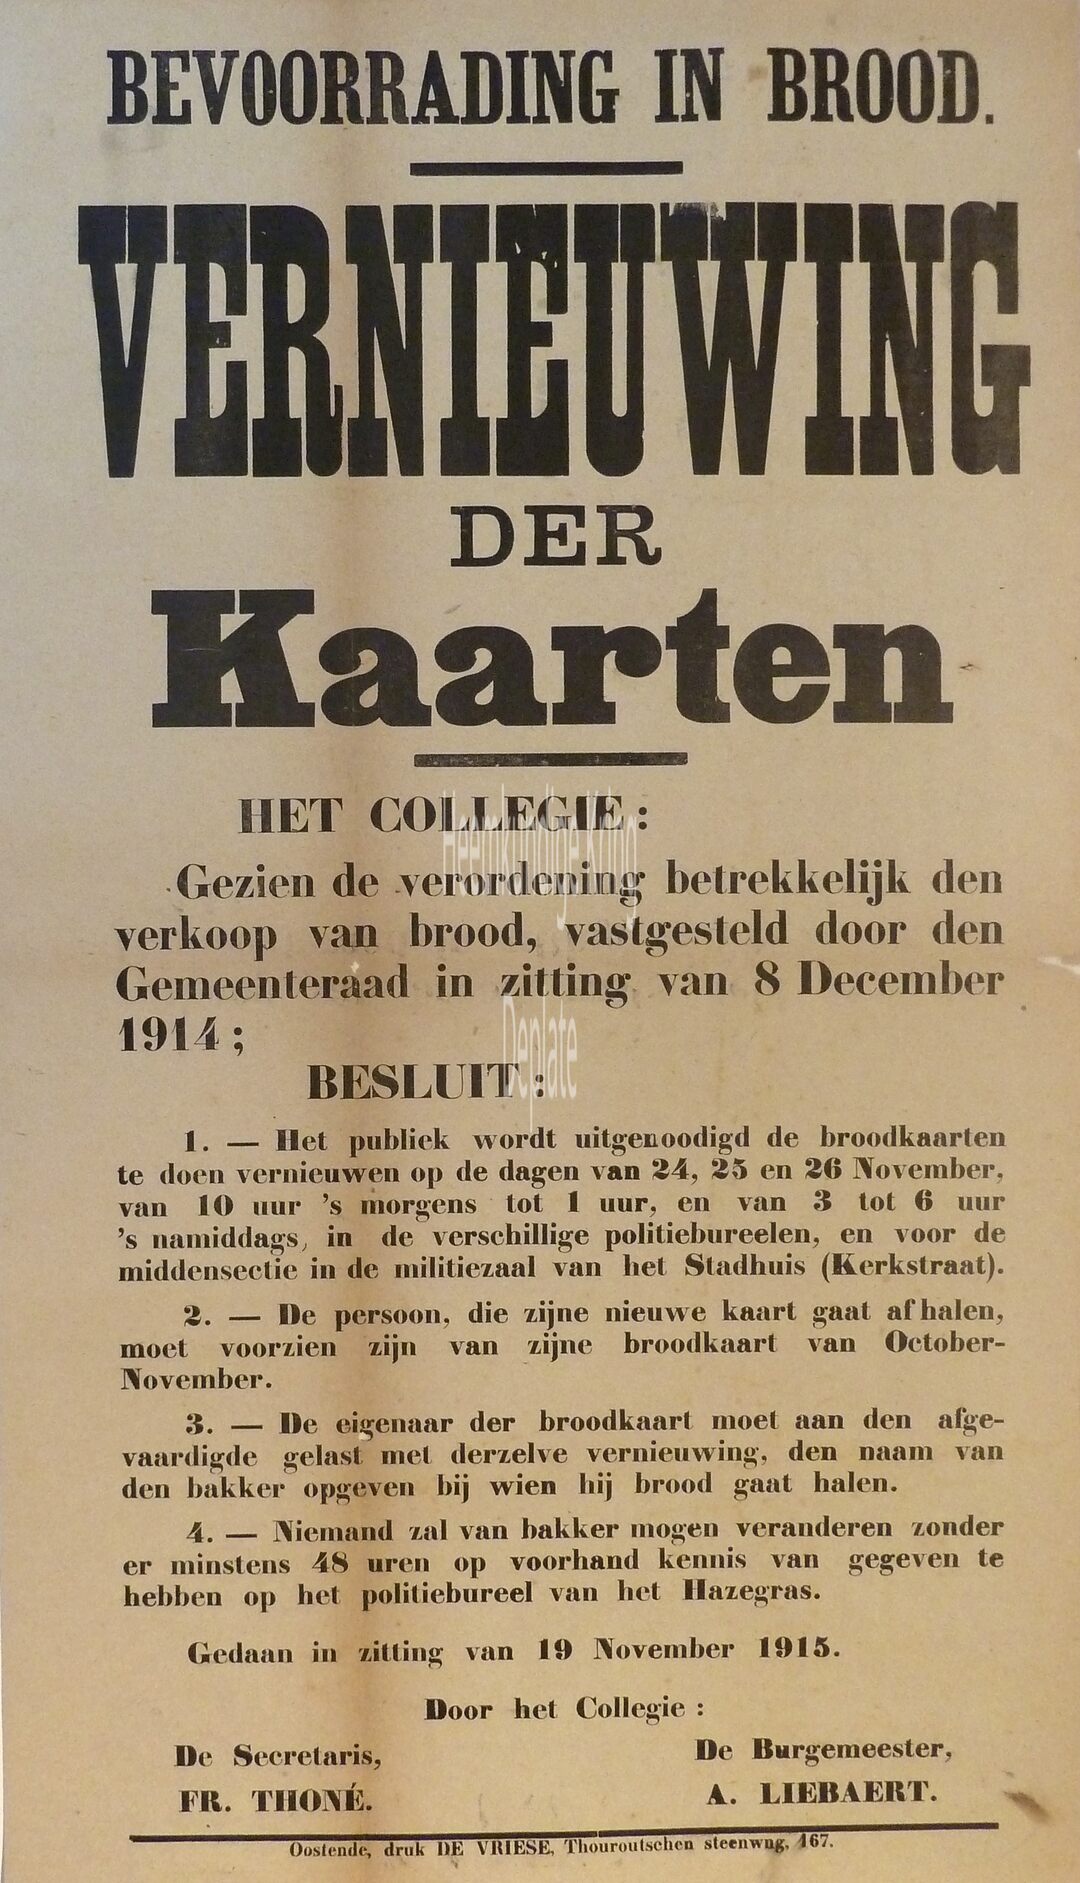 BEVOORRADING IN BROOD.
VERNIEUWING
DER
Kaarten
HET COLLEGIE :
Gezien de verordening betrekkelijk den
verkoop van brood, vastgesteld door den
Gemeenteraad in zitting van 8 December
1914 ;
BESLUIT :
1. — Het publiek wordt uitgenoodigd de broodkaarten
te doen vernieuwen op de dagen van 24, 25 en 26 November,
van 10 uur 's morgens tot 1 uur, en van 3 tot 6 uur
's namiddags, in de verschillige politiebureelen, en voor de
middensectie in de militiezaal van het Stadhuis (Kerkstraat).
2. — De persoon, die zijne nieuwe kaart gaat afhalen,
moet voorzien zijn van zijne broodkaart van October-
November.
3. — De eigenaar der broodkaart moet aan den afge-
vaardigde gelast met derzelve vernieuwing, den naam van
den bakker opgeven bij wien hij brood gaat halen.
4. — Niemand zal van bakker mogen veranderen zonder
er minstens 48 uren op voorhand kennis van gegeven te
hebben op het politiebureel van het Hazegras.
Gedaan in zitting van 19 November 1915.
Door het Collegie :
De Secretaris,
FR. THONÉ.
De Burgemeester,
A. LIEBAERT.
Oostende, druk DE VRIESE, Thouroutschen steenwng, 167.
Heemkundige Kring
Deplate